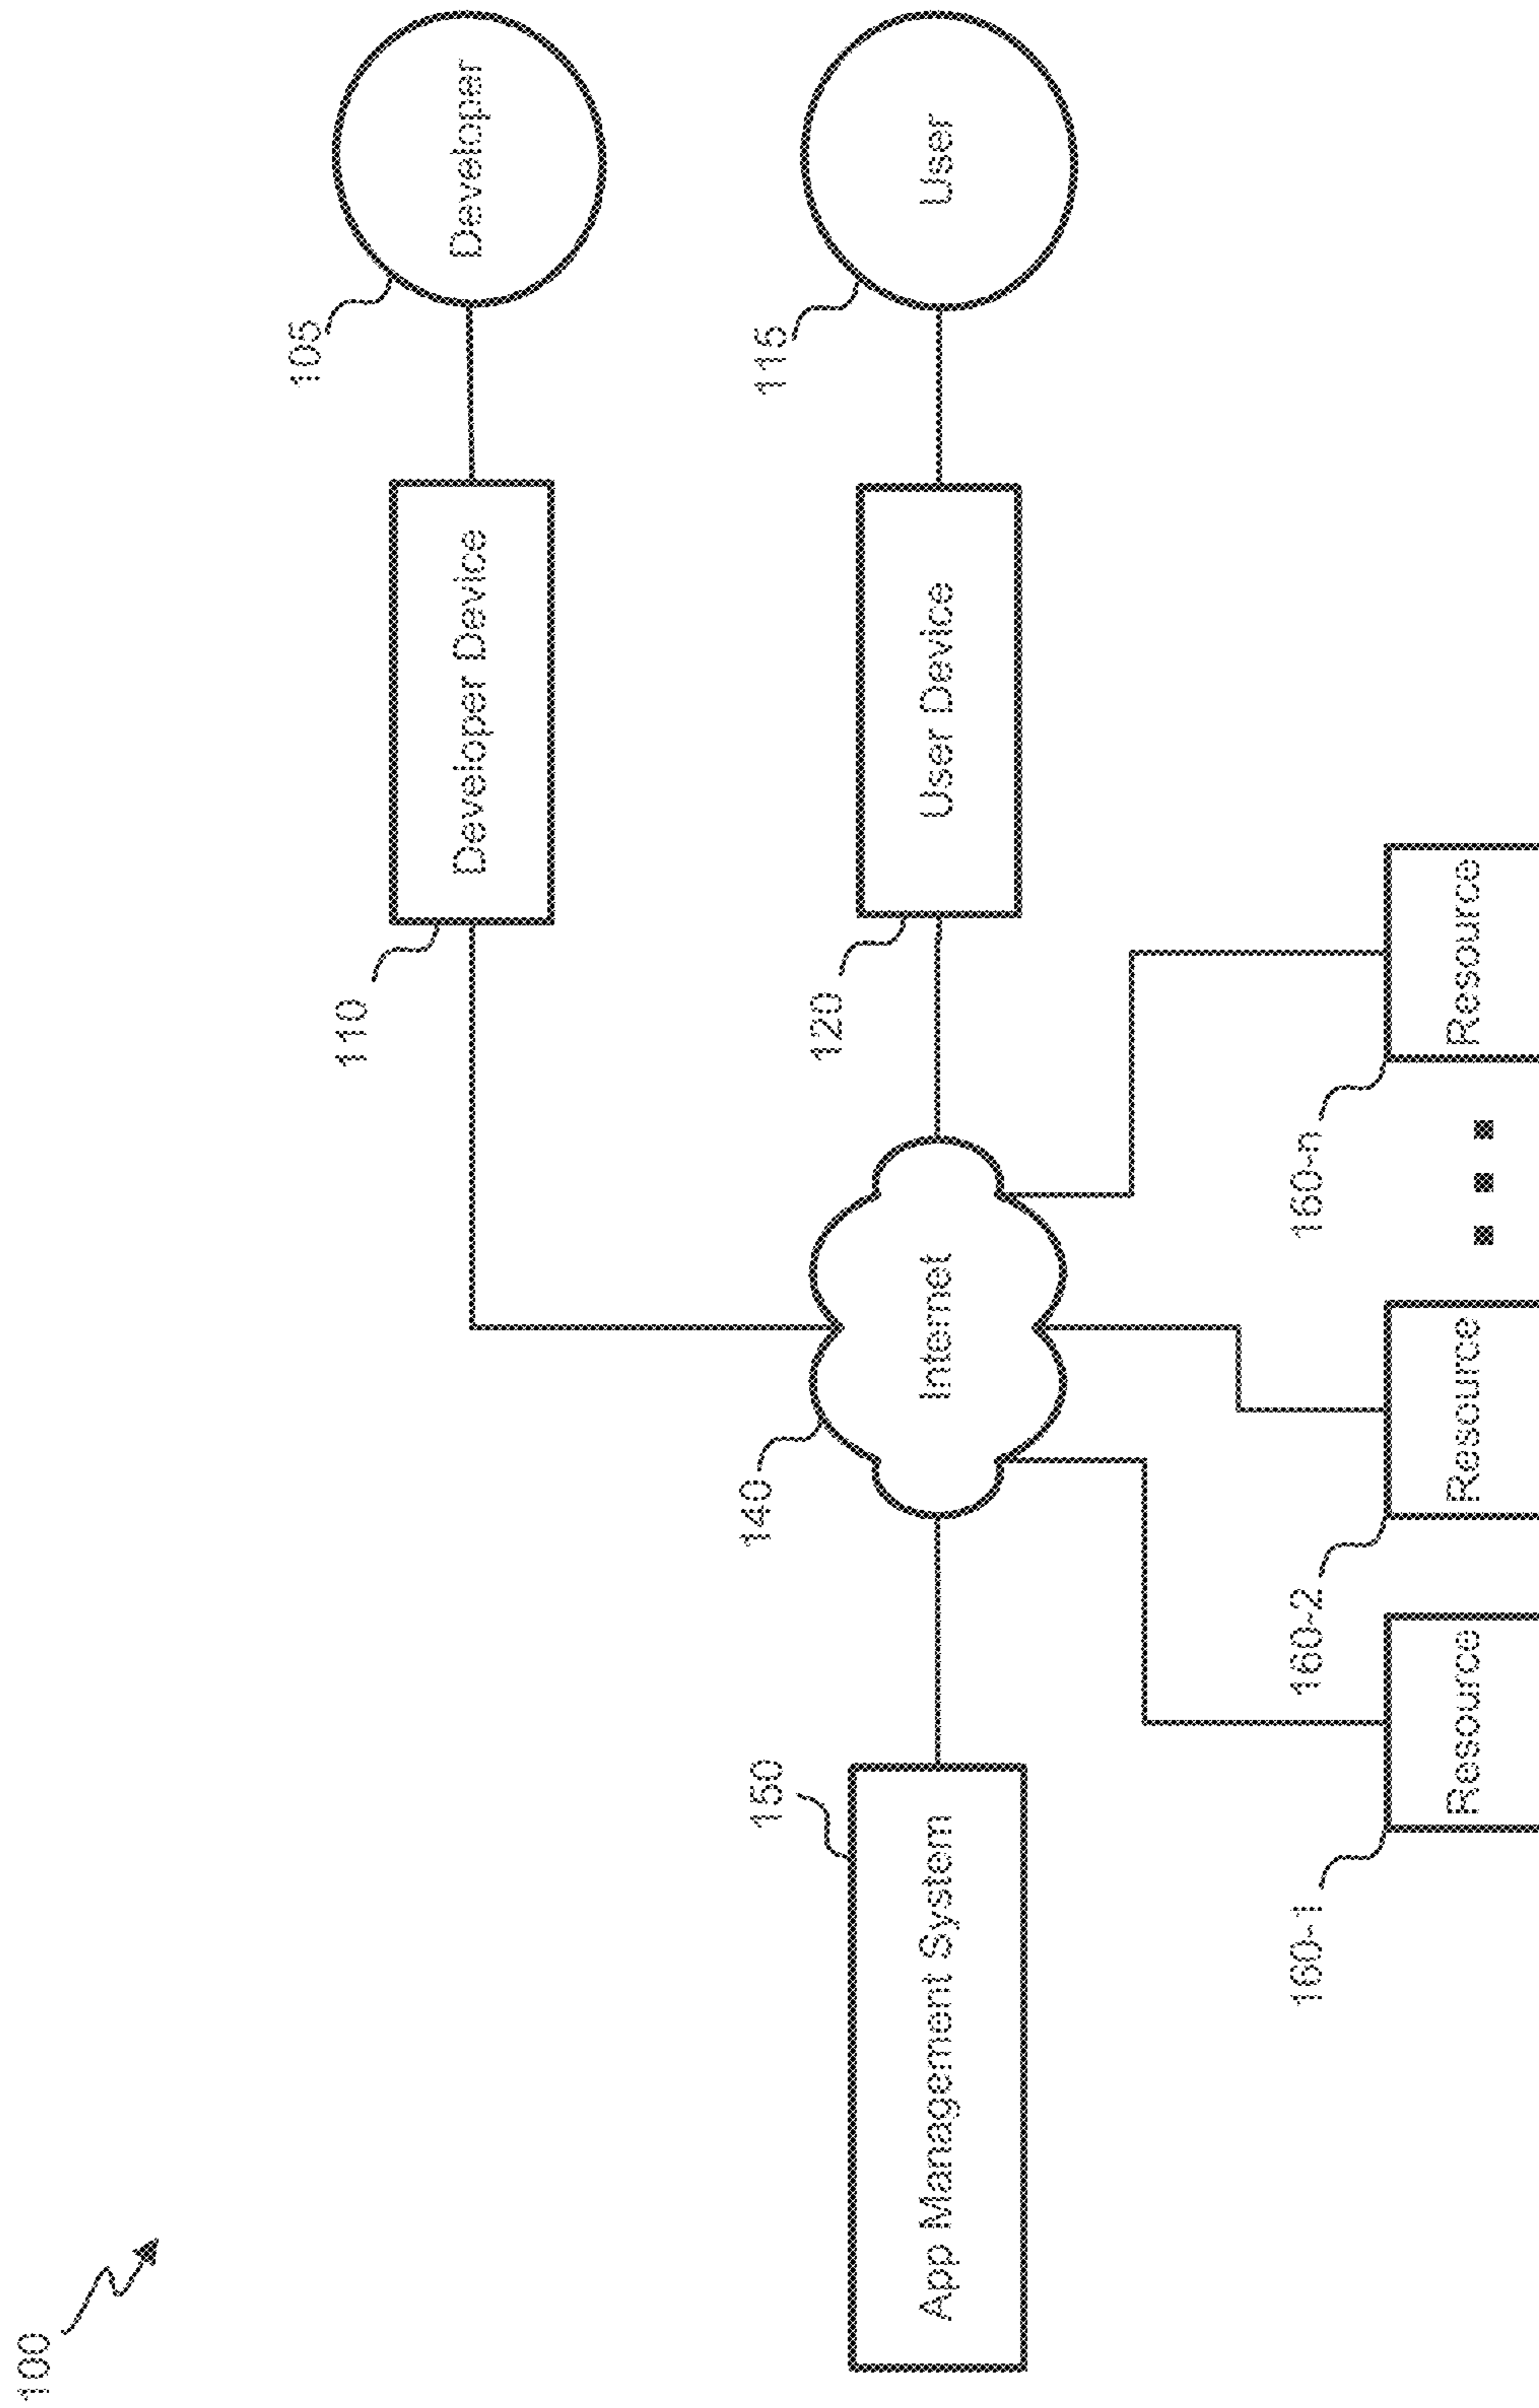 100
105
Developer
110
Developer Device
115
User
120
User Device
140
Internet
150
App Management System
160-1
Resource
160-2
Resource
160-n
Resource